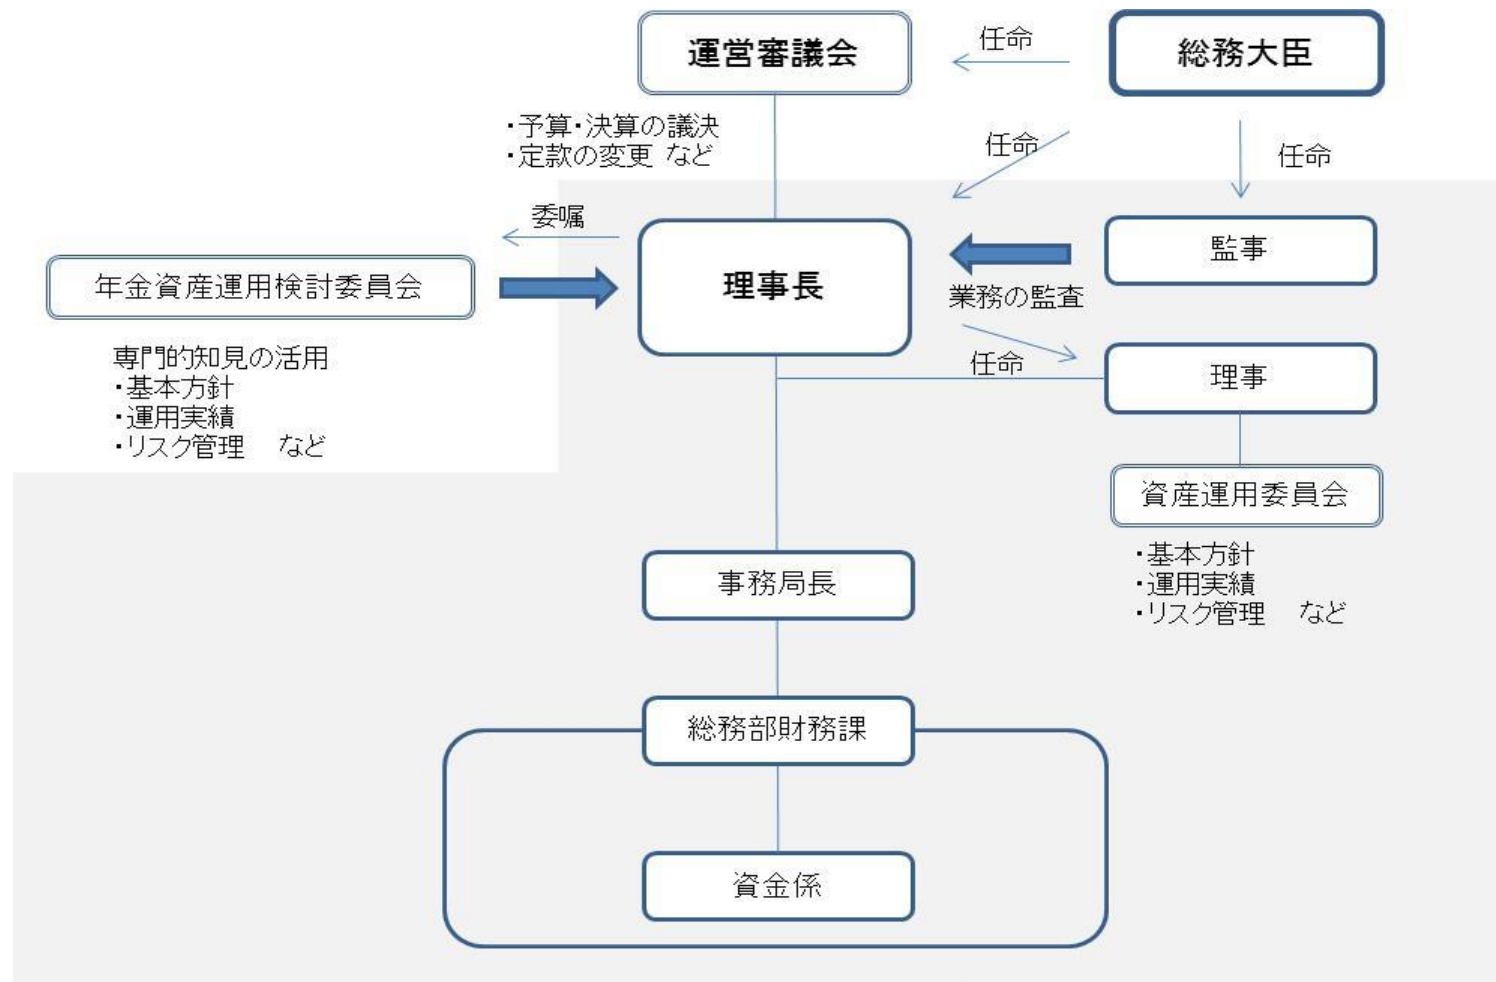 運営審議会
任命
総務大臣
・予算・決算の議決
・定款の変更 など
任命
任命
委嘱
年金資産運用検討委員会
理事長
監事
業務の監査
専門的知見の活用
・基本方針
・運用実績
・リスク管理 など
任命
理事
資産運用委員会
・基本方針
・運用実績
・リスク管理 など
事務局長
総務部財務課
資金係